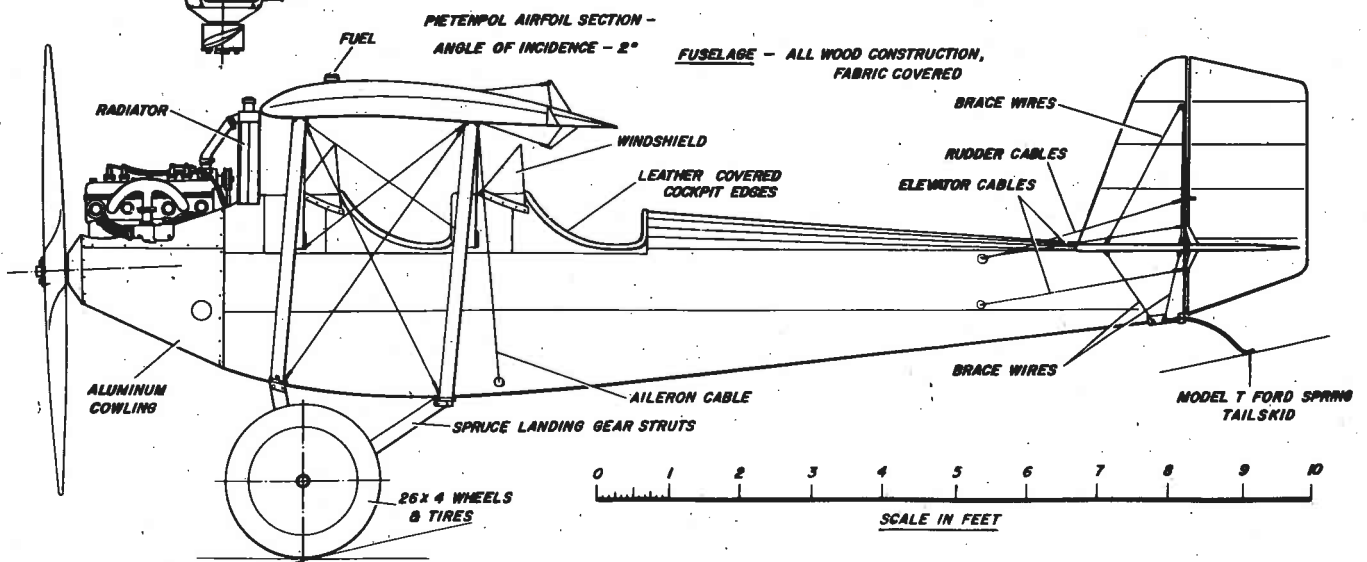 PIETENPOL AIRFOIL SECTION -
ANGLE OF INCIDENCE - 2°
FUEL
FUSELAGE - ALL WOOD CONSTRUCTION,
FABRIC COVERED
RADIATOR
BRACE WIRES
WINDSHIELD
RUDDER CABLES
LEATHER COVERED
COCKPIT EDGES
ELEVATOR CABLES
ALUMINUM
COWLING
AILERON CABLE
BRACE WIRES
MODEL T FORD SPRING
TAILSKID
SPRUCE LANDING GEAR STRUTS
26 X 4 WHEELS
& TIRES
0 1 2 3 4 5 6 7 8 9 10
SCALE IN FEET